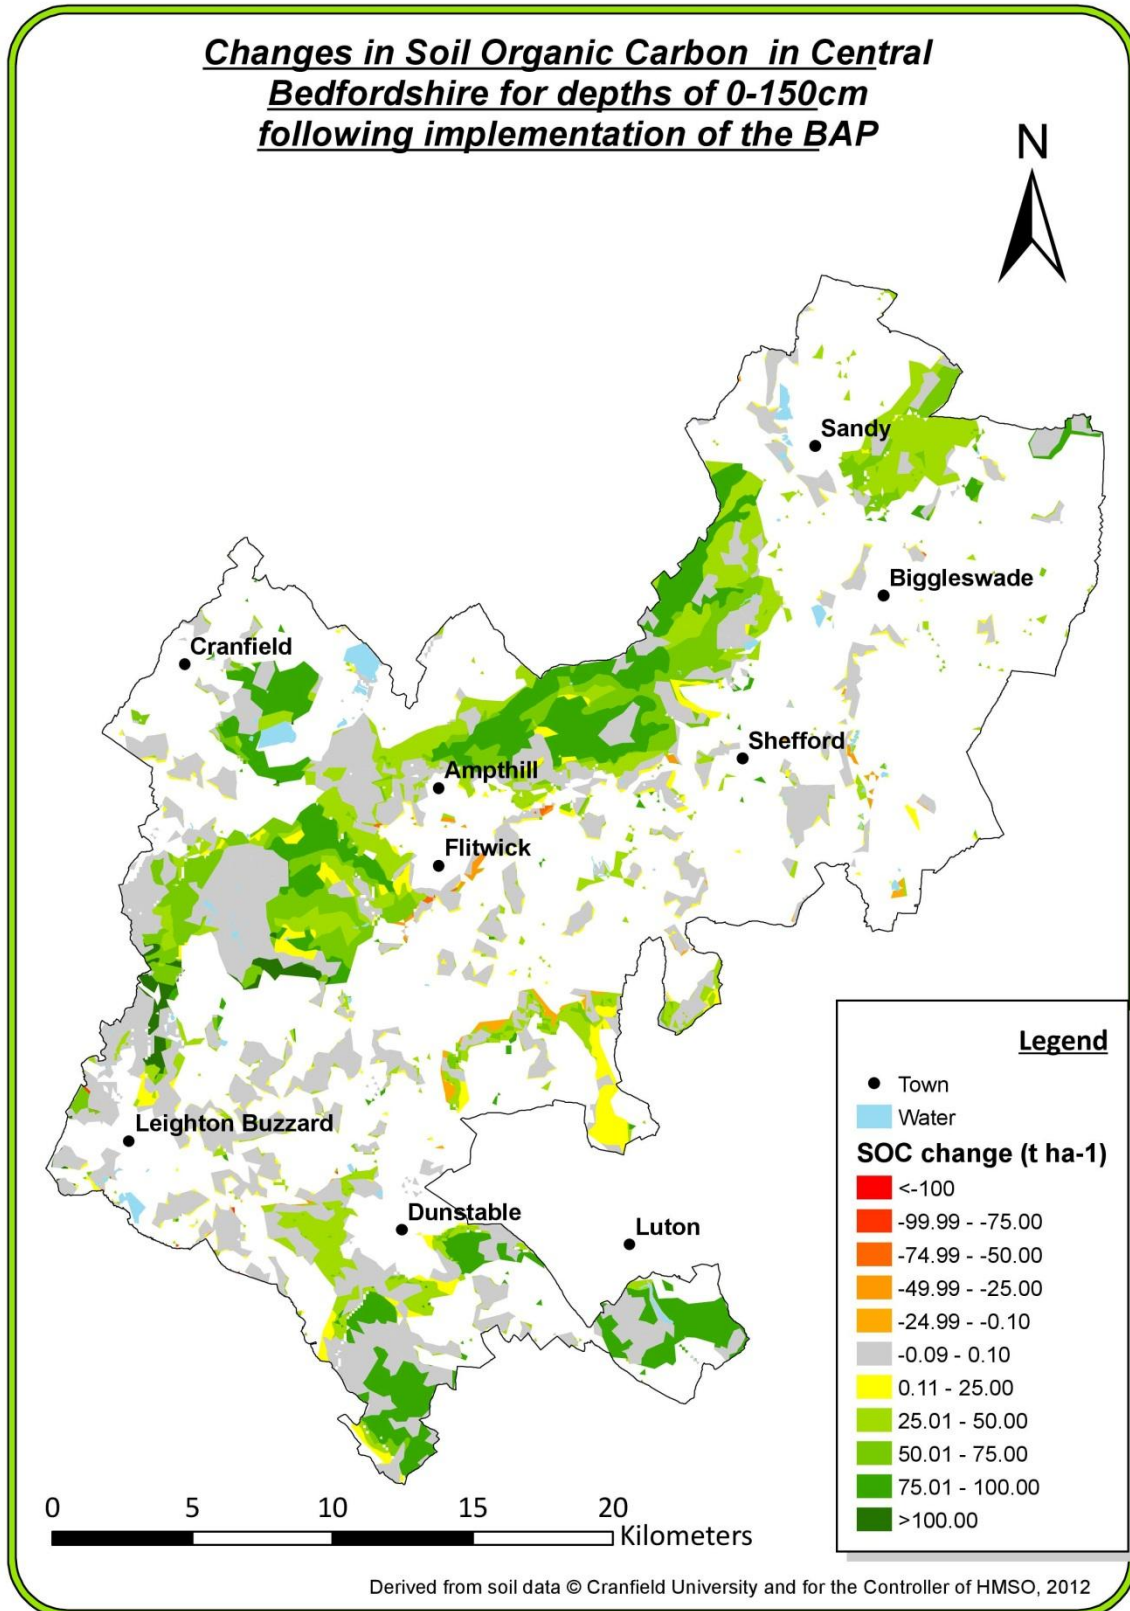 Changes in Soil Organic Carbon in Central
Bedfordshire for depths of 0-150cm
following implementation of the BAP
N
Sandy
Biggleswade
Cranfield
Shefford
Ampthill
Flitwick
Leighton Buzzard
Dunstable
Luton
Legend
Town
Water
SOC change (t ha-1)
<-100
-99.99 - -75.00
-74.99 - -50.00
-49.99 - -25.00
-24.99 - -0.10
-0.09 - 0.10
0.11 - 25.00
25.01 - 50.00
50.01 - 75.00
75.01 - 100.00
>100.00
0 5 10 15 20
Kilometers
Derived from soil data © Cranfield University and for the Controller of HMSO, 2012